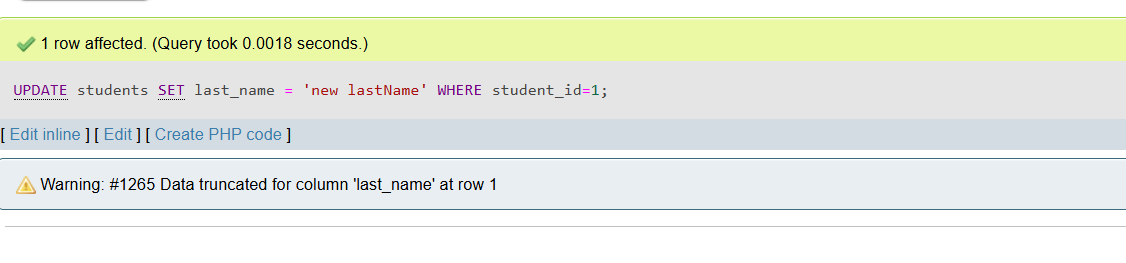 1 row affected. (Query took 0.0018 seconds.)
UPDATE students SET last_name = 'new lastName' WHERE student_id=1;
[ Edit inline ] [ Edit ] [ Create PHP code ]
Warning: #1265 Data truncated for column 'last_name' at row 1